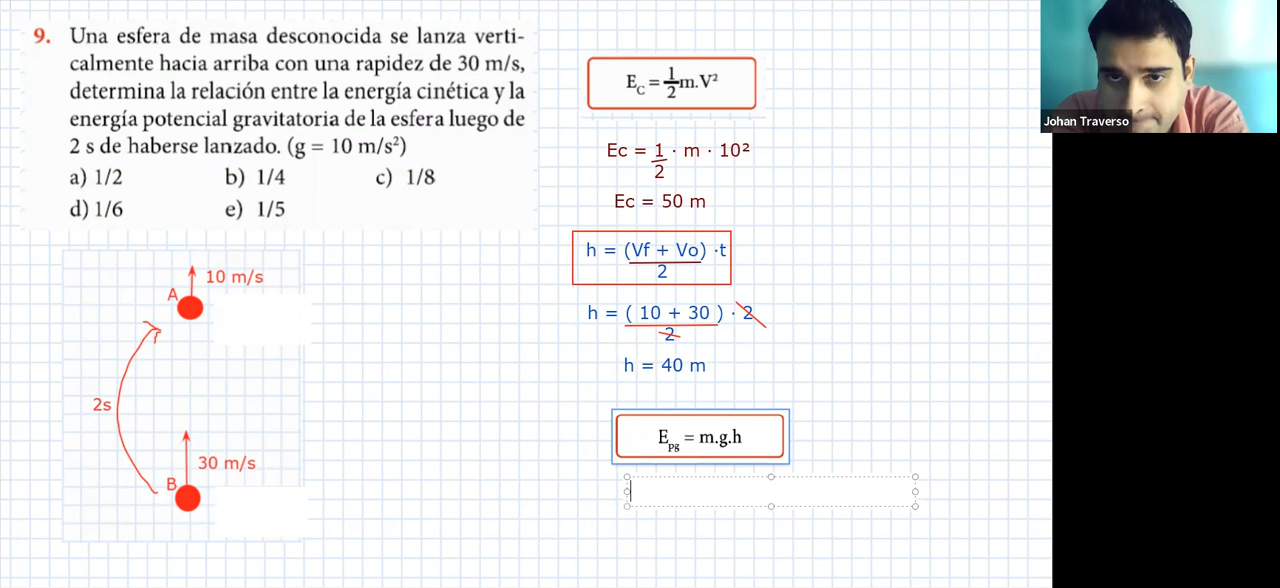 9. Una esfera de masa desconocida se lanza verti-
calmente hacia arriba con una rapidez de 30 m/s,
determina la relación entre la energía cinética y la
energía potencial gravitatoria de la esfera luego de
2 s de haberse lanzado. (g = 10 m/s²)
a) 1/2 b) 1/4 c) 1/8
d) 1/6 e) 1/5
A 10 m/s
2s
30 m/s
B
E_C = 1/2 m.V²
Ec = 1/2 · m · 10²
Ec = 50 m
h = (Vf + Vo)/2 · t
h = ( 10 + 30 )/2 · 2
h = 40 m
E_pg = m.g.h
Johan Traverso